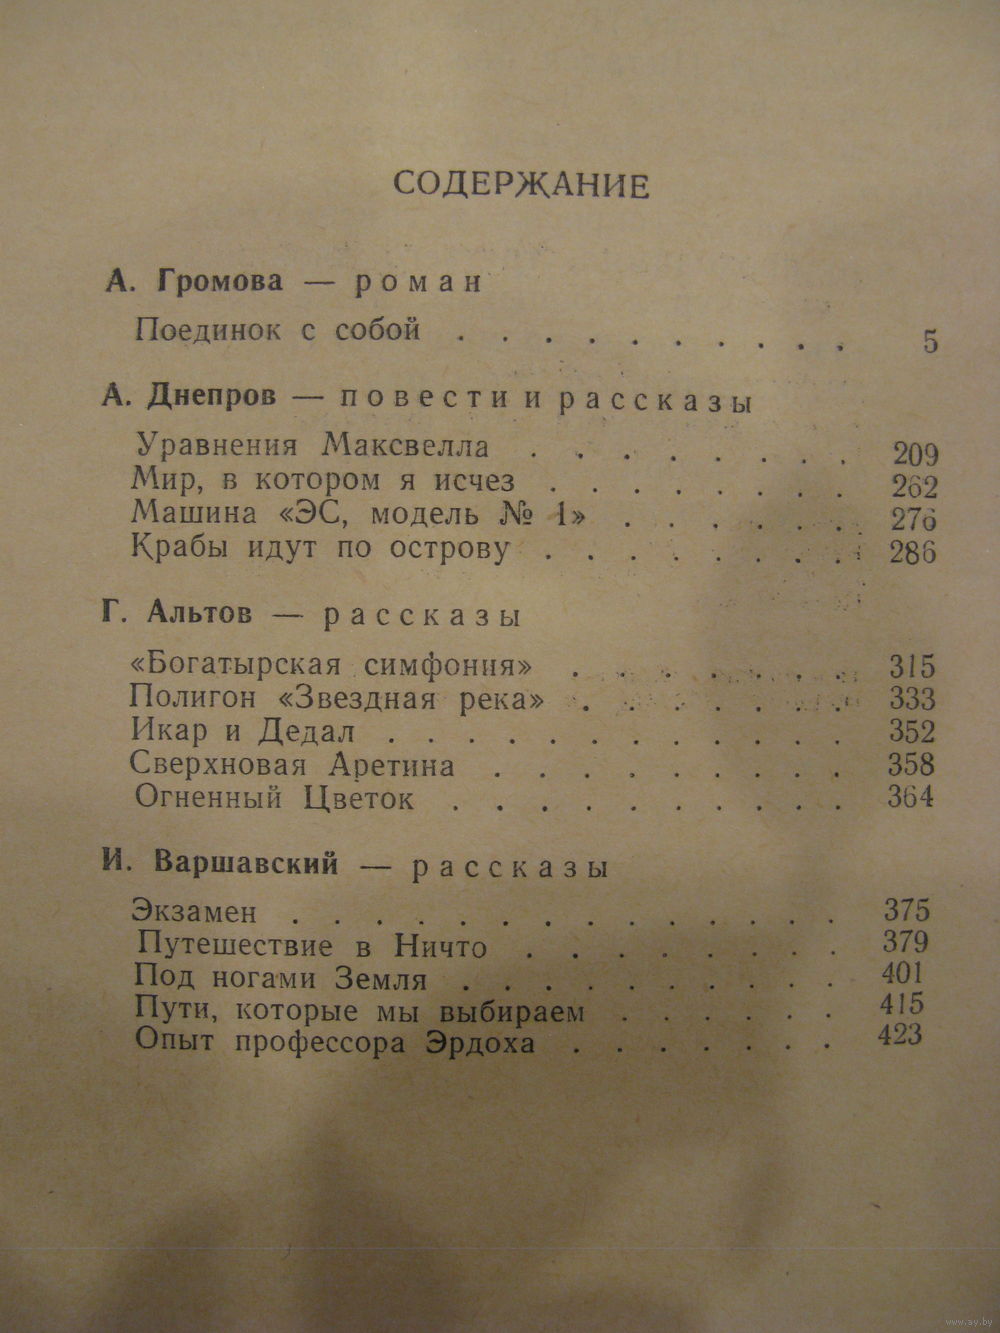 СОДЕРЖАНИЕ
А. Громова — роман
Поединок с собой . . . . . . . . . . 5
А. Днепров — повести и рассказы
Уравнения Максвелла . . . . . . . . 209
Мир, в котором я исчез . . . . . . . 262
Машина «ЭС, модель № 1» . . . . . . 276
Крабы идут по острову . . . . . . . . 286
Г. Альтов — рассказы
«Богатырская симфония» . . . . . . . 315
Полигон «Звездная река» . . . . . . . 333
Икар и Дедал . . . . . . . . . . . . 352
Сверхновая Аретина . . . . . . . . . 358
Огненный Цветок . . . . . . . . . . 364
И. Варшавский — рассказы
Экзамен . . . . . . . . . . . . . . 375
Путешествие в Ничто . . . . . . . . 379
Под ногами Земля . . . . . . . . . . 401
Пути, которые мы выбираем . . . . . . 415
Опыт профессора Эрдоха . . . . . . . 423
www.ay.by